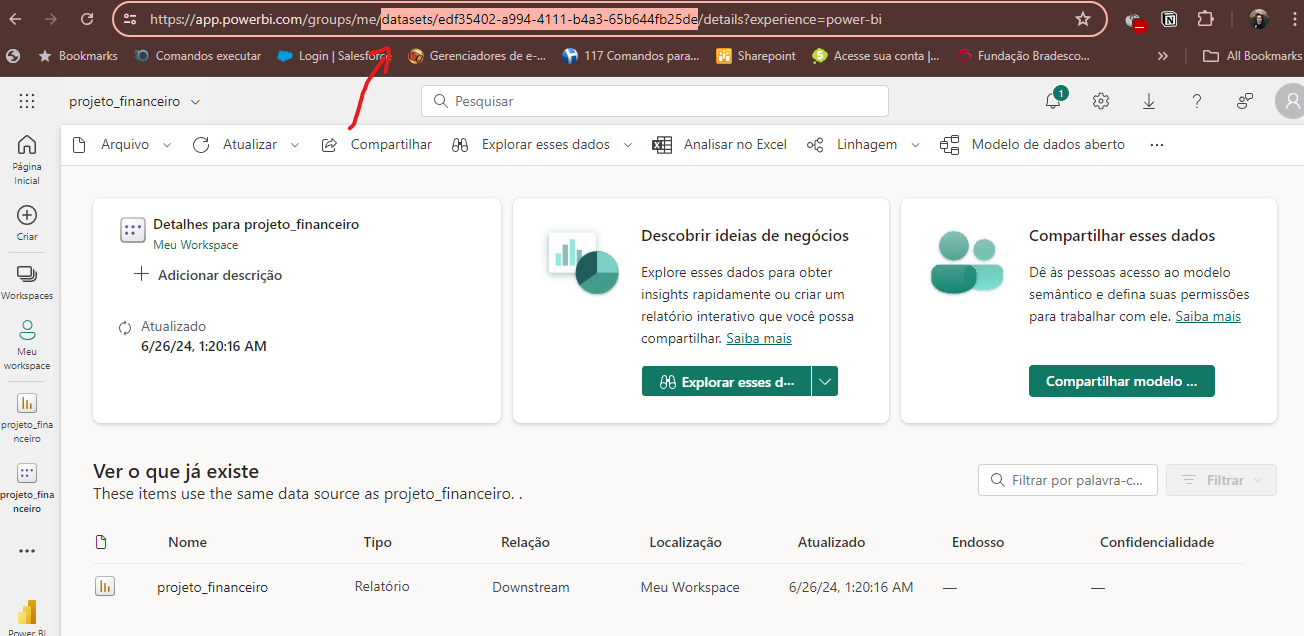 https://app.powerbi.com/groups/me/datasets/edf35402-a994-4111-b4a3-65b644fb25de/details?experience=power-bi
Bookmarks Comandos executar Login | Salesforc Gerenciadores de e-... 117 Comandos para... Sharepoint Acesse sua conta |... Fundação Bradesco... » All Bookmarks
projeto_financeiro Pesquisar 1
Arquivo Atualizar Compartilhar Explorar esses dados Analisar no Excel Linhagem Modelo de dados aberto ...
Página
Inicial
Criar
Workspaces
Meu
workspace
projeto_fina
nceiro
projeto_fina
nceiro
Power BI
Detalhes para projeto_financeiro
Meu Workspace
Adicionar descrição
Atualizado
6/26/24, 1:20:16 AM
Descobrir ideias de negócios
Explore esses dados para obter
insights rapidamente ou criar um
relatório interativo que você possa
compartilhar. Saiba mais
Explorar esses d...
Compartilhar esses dados
Dê às pessoas acesso ao modelo
semântico e defina suas permissões
para trabalhar com ele. Saiba mais
Compartilhar modelo ...
Ver o que já existe
These items use the same data source as projeto_financeiro. .
Filtrar por palavra-c... Filtrar
Nome Tipo Relação Localização Atualizado Endosso Confidencialidade
projeto_financeiro Relatório Downstream Meu Workspace 6/26/24, 1:20:16 AM — —